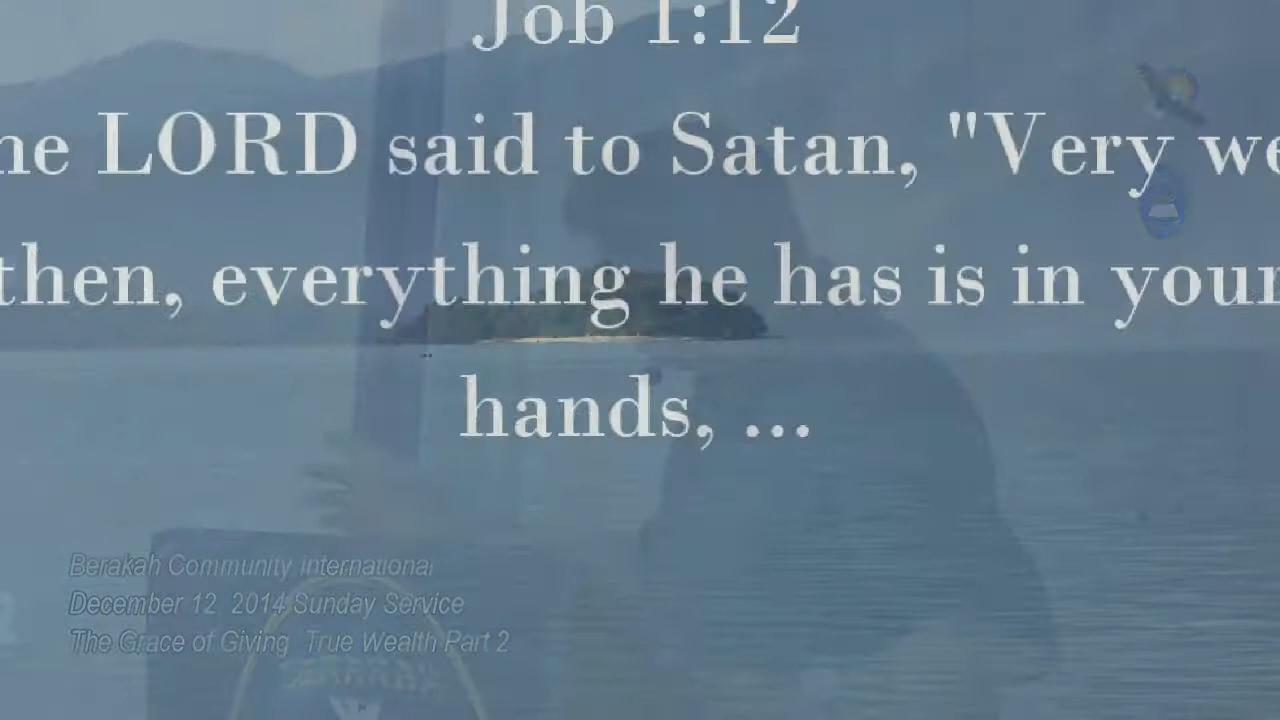 Job 1:12
he LORD said to Satan, "Very we
then, everything he has is in your
hands, ...
Berakah Community International
December 12 2014 Sunday Service
The Grace of Giving True Wealth Part 2